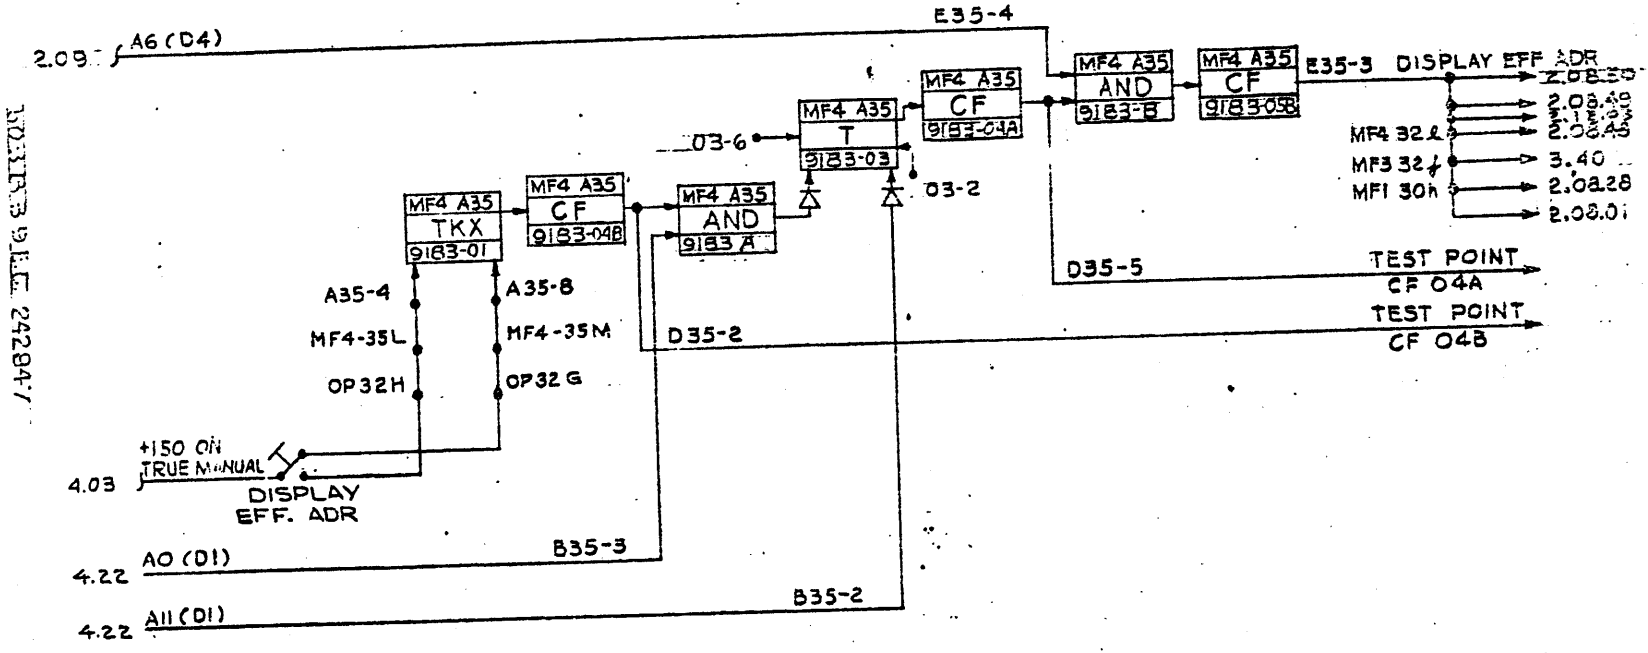 E35-4
2.09
A6 (D4)
MF4 A35
AND
9183-B
MF4 A35
CF
9183-05B
E35-3
DISPLAY EFF ADR
MF4 A35
CF
9183-04A
2.08.49
MF4 A35
T
9183-03
03-6
MF4 32
2.08.45
MF3 32
3.40
03-2
MF1 30h
2.08.28
2.08.01
MF4 A35
TKX
9183-01
MF4 A35
CF
9183-04B
MF4 A35
AND
9183 A
D35-5
TEST POINT
CF 04A
A35-4
A35-8
TEST POINT
CF 04B
MF4-35L
MF4-35M
D35-2
OP32H
OP32G
+150 ON
TRUE MANUAL
4.03
DISPLAY
EFF. ADR
B35-3
A0 (D1)
4.22
B35-2
A11 (D1)
4.22